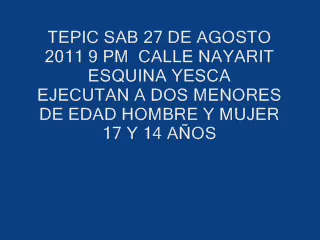 TEPIC SAB 27 DE AGOSTO
2011 9 PM  CALLE NAYARIT
ESQUINA YESCA
EJECUTAN A DOS MENORES
DE EDAD HOMBRE Y MUJER
17 Y 14 AÑOS